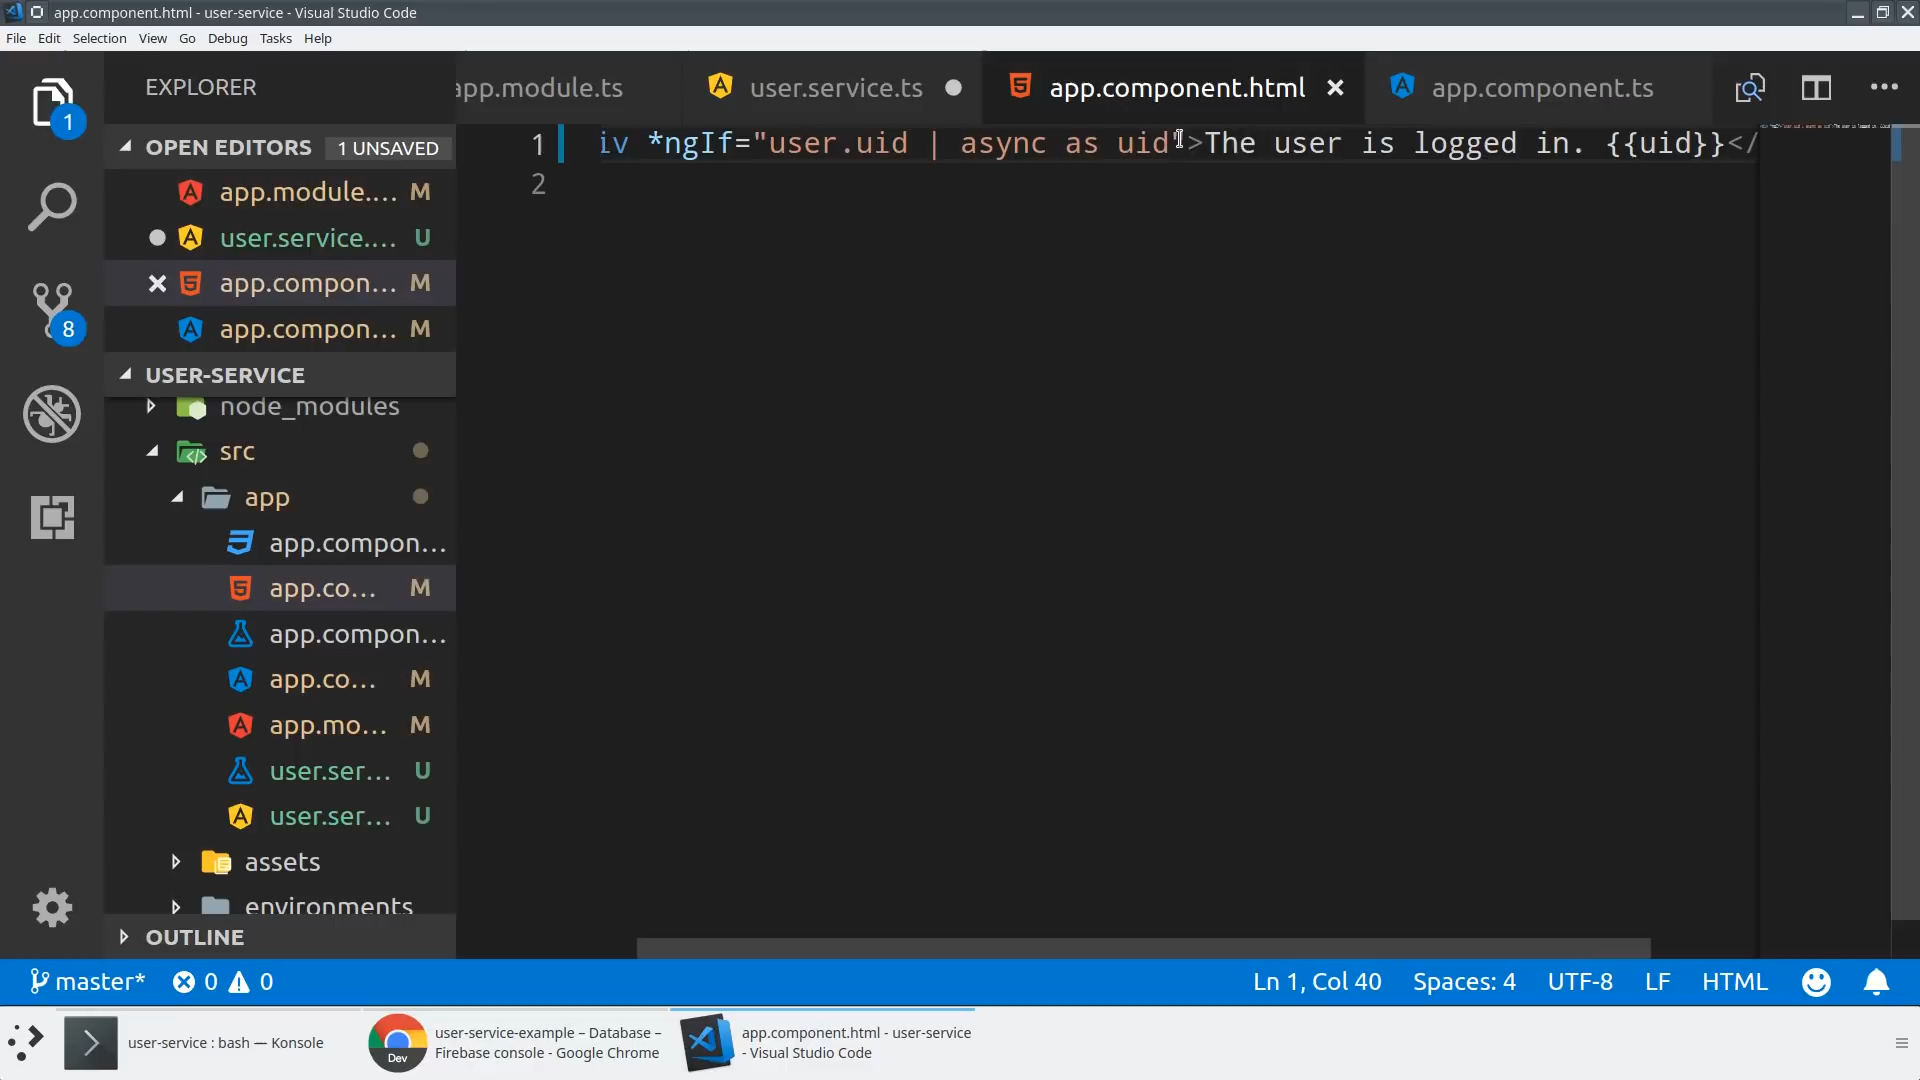 app.component.html - user-service - Visual Studio Code
File Edit Selection View Go Debug Tasks Help
EXPLORER
app.module.ts
user.service.ts
app.component.html
app.component.ts
1
OPEN EDITORS 1 UNSAVED
app.module.... M
user.service.... U
app.compon... M
app.compon... M
8
USER-SERVICE
node_modules
src
app
app.compon...
app.co... M
app.compon...
app.co... M
app.mo... M
user.ser... U
user.ser... U
assets
environments
OUTLINE
1 iv *ngIf="user.uid | async as uid">The user is logged in. {{uid}}</
2
master* 0 0
Ln 1, Col 40 Spaces: 4 UTF-8 LF HTML
user-service : bash — Konsole
Dev
user-service-example – Database –
Firebase console - Google Chrome
app.component.html - user-service
- Visual Studio Code